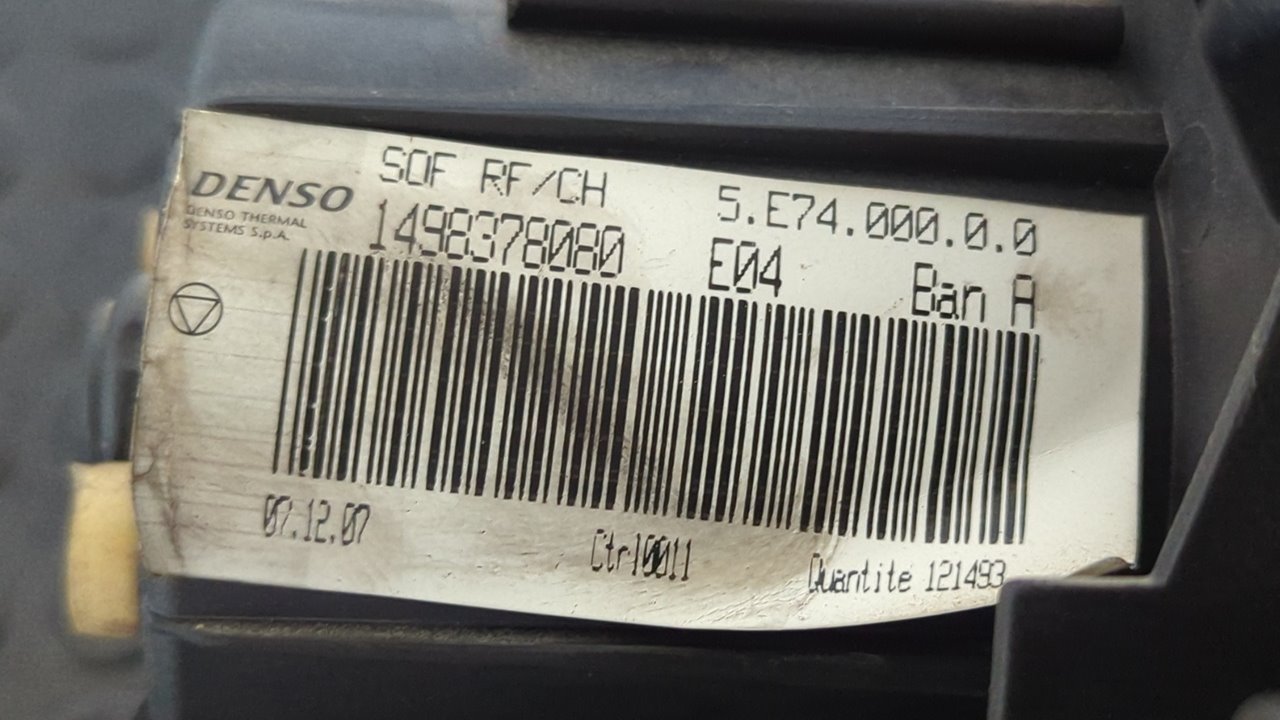 DENSO
DENSO THERMAL
SYSTEMS S.p.A.
SOF RF/CH
5.E74.000.0.0
1498378080
E04
Ban A
07.12.07
Ctrl0011
Quantite 121493